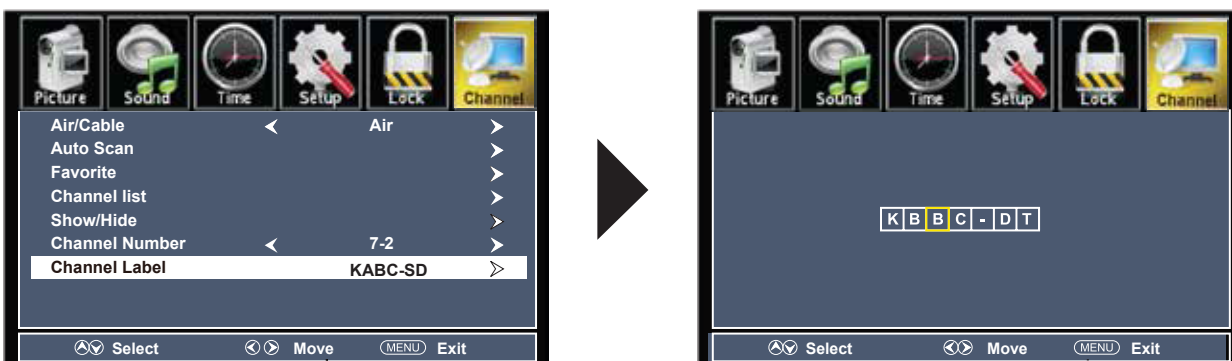 Picture Sound Time Setup Lock Channel
Air/Cable Air
Auto Scan
Favorite
Channel list
Show/Hide
Channel Number 7-2
Channel Label KABC-SD
Select Move MENU Exit
Picture Sound Time Setup Lock Channel
KBBC-DT
Select Move MENU Exit